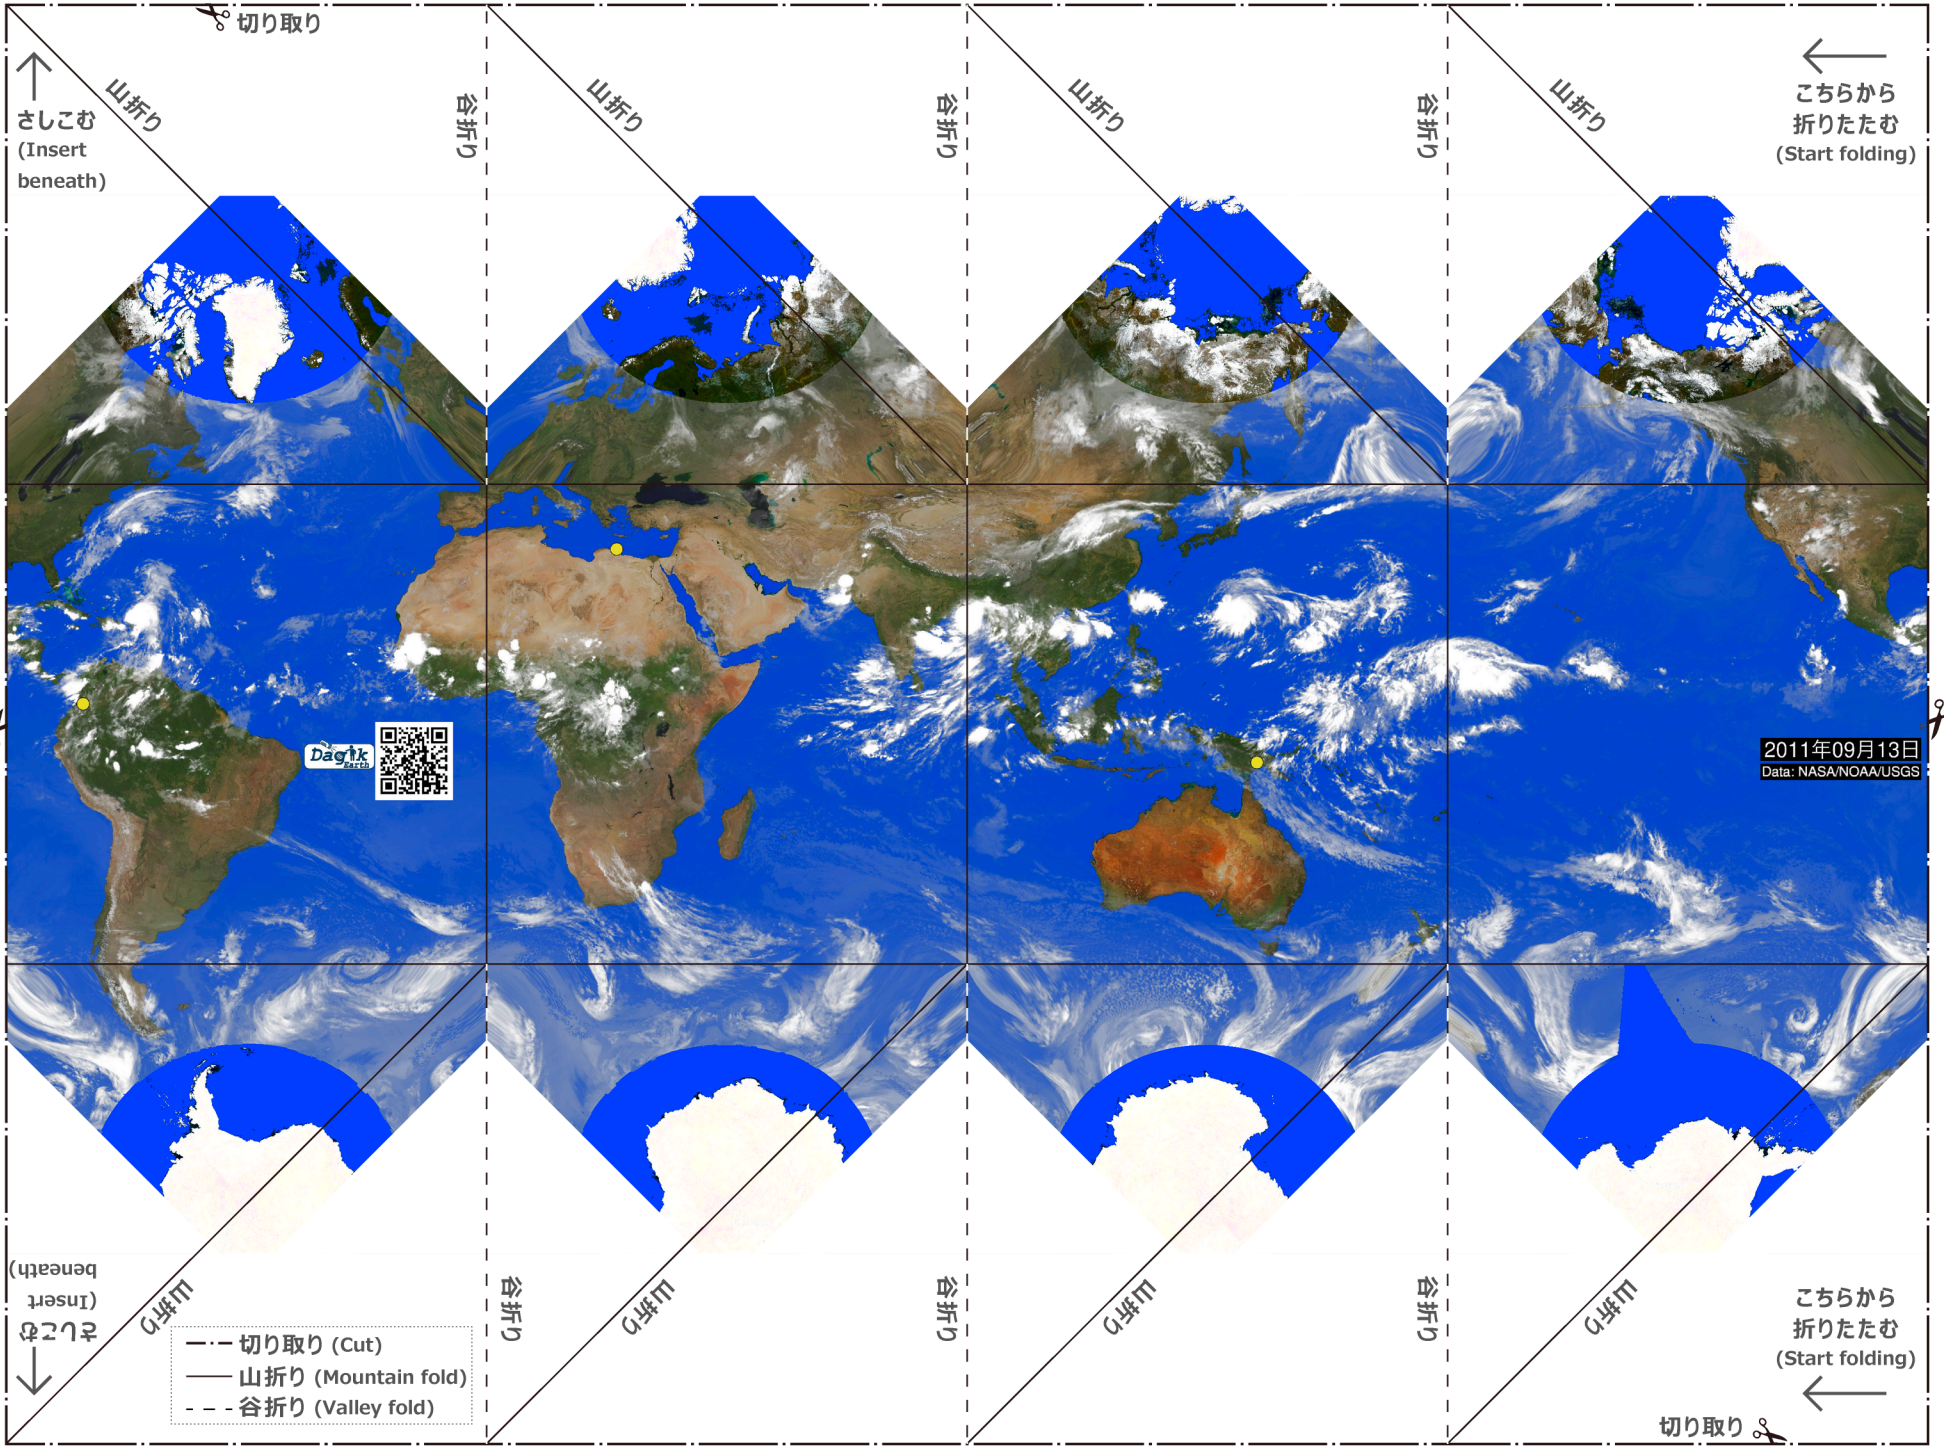 切り取り
山折り
谷折り
山折り
谷折り
山折り
谷折り
山折り
こちらから
折りたたむ
(Start folding)
さしこむ
(Insert
beneath)
Dagik
Earth
2011年09月13日
Data: NASA/NOAA/USGS
さしこむ
(Insert
beneath)
山折り
谷折り
山折り
谷折り
山折り
谷折り
山折り
こちらから
折りたたむ
(Start folding)
切り取り (Cut)
山折り (Mountain fold)
谷折り (Valley fold)
切り取り